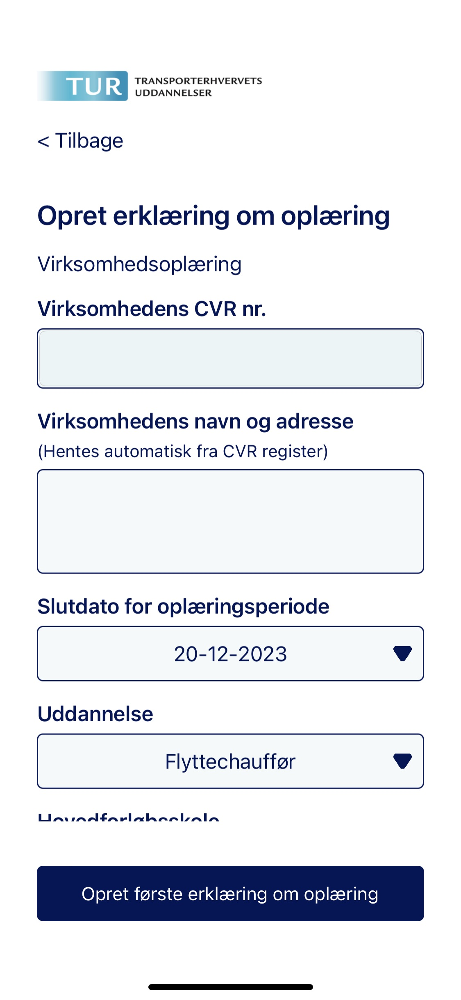 TUR TRANSPORTERHVERVETS
UDDANNELSER
< Tilbage
Opret erklæring om oplæring
Virksomhedsoplæring
Virksomhedens CVR nr.
Virksomhedens navn og adresse
(Hentes automatisk fra CVR register)
Slutdato for oplæringsperiode
20-12-2023
Uddannelse
Flyttechauffør
Hovedforløbsskole
Opret første erklæring om oplæring